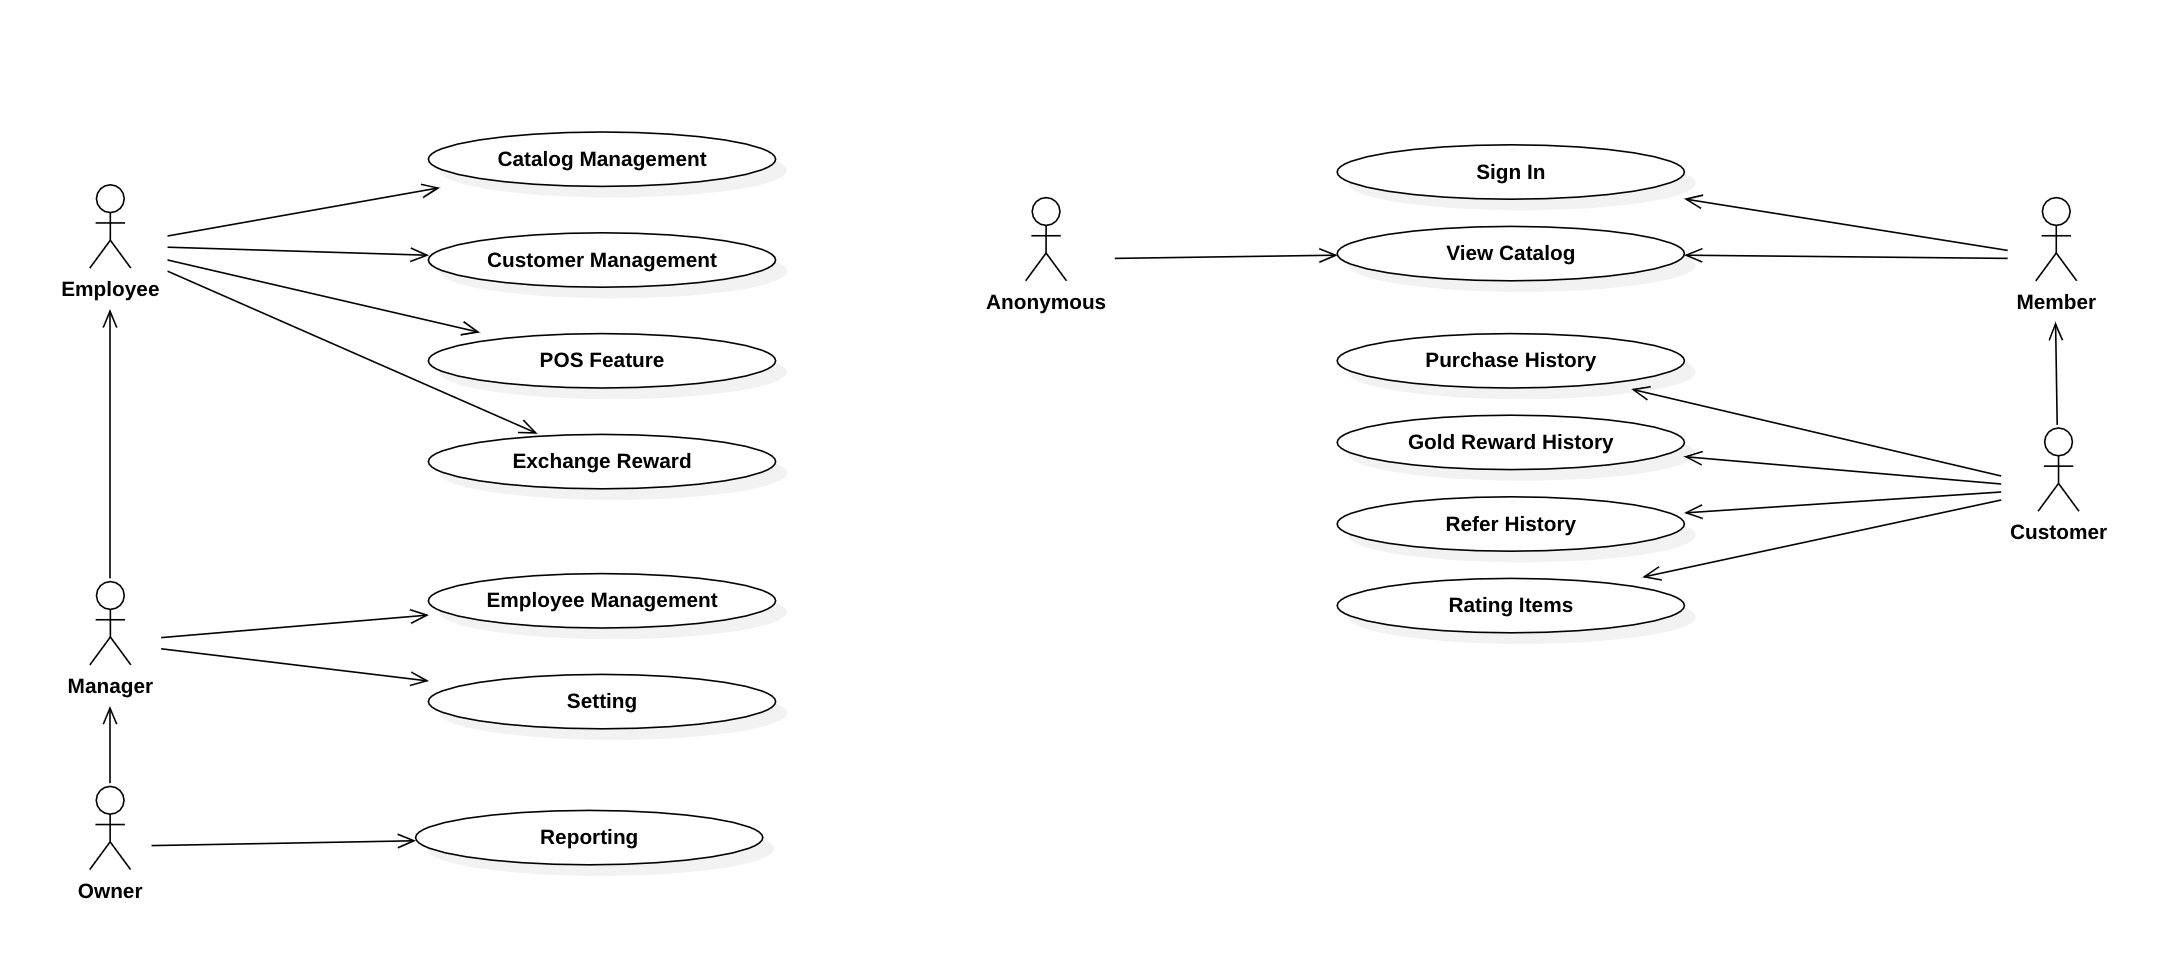 Catalog Management
Employee
Customer Management
POS Feature
Exchange Reward
Manager
Employee Management
Setting
Owner
Reporting
Anonymous
Sign In
View Catalog
Member
Purchase History
Gold Reward History
Refer History
Rating Items
Customer